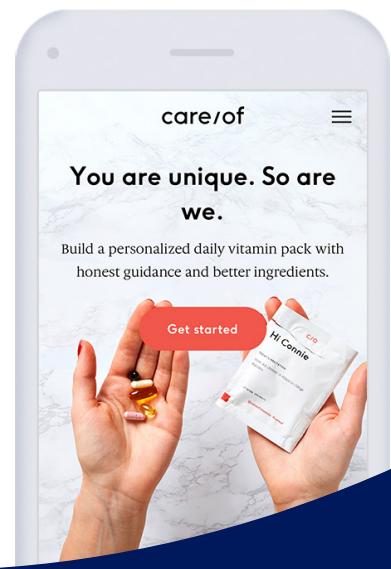 care/of
You are unique. So are
we.
Build a personalized daily vitamin pack with
honest guidance and better ingredients.
Get started
c/o
Hi Connie